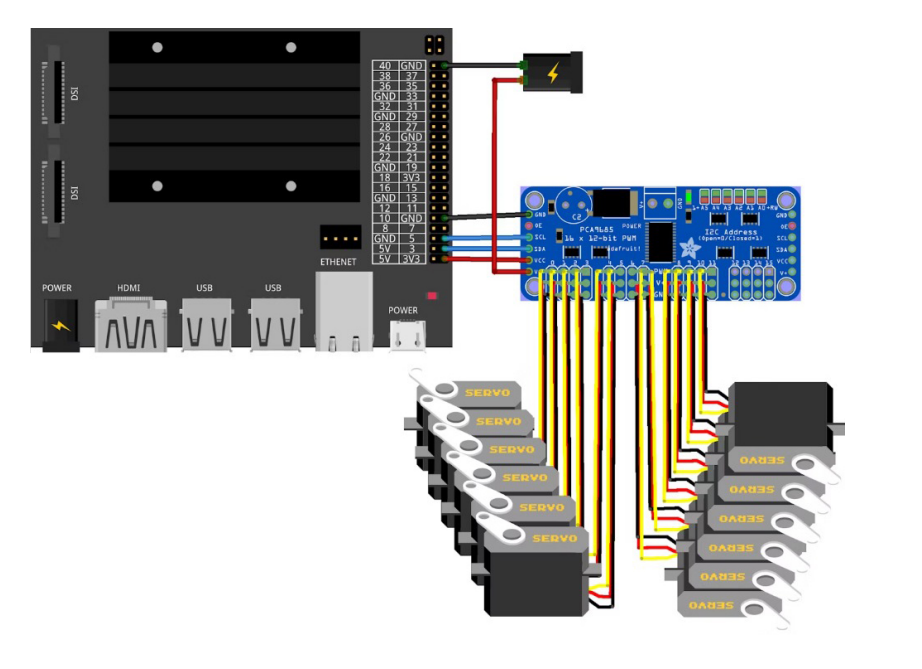 DSI
DSI
40 GND
38 37
36 35
GND 33
32 31
GND 29
28 27
26 GND
24 23
22 21
GND 19
18 3V3
16 15
GND 13
12 11
10 GND
8 7
GND 5
5V 3
5V 3V3
ETHENET
POWER
HDMI
USB
USB
POWER
GND
OE
SCL
SDA
VCC
V+
C2
V+
GND
A5 A4 A3 A2 A1 A0
PCA9685
POWER
16 x 12-bit PWM
I2C Address
(Open=0/Closed=1)
GND
OE
SCL
SDA
VCC
V+
0 1 2 3 4 5 6 7 8 9 10 11 12 13 14 15
SERVO
SERVO
SERVO
SERVO
SERVO
SERVO
SERVO
SERVO
SERVO
SERVO
SERVO
SERVO